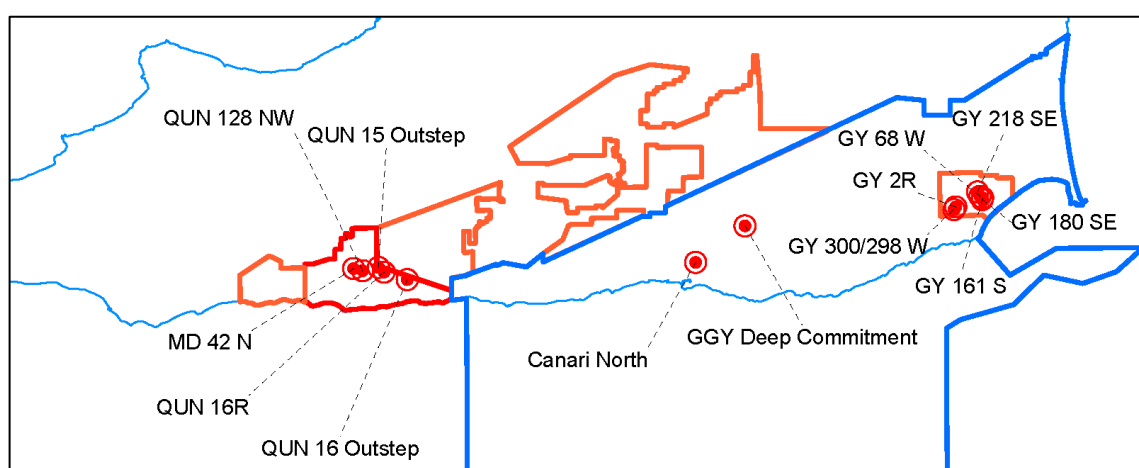 QUN 128 NW
QUN 15 Outstep
GY 68 W
GY 218 SE
GY 2R
GY 180 SE
GY 300/298 W
GY 161 S
MD 42 N
GGY Deep Commitment
Canari North
QUN 16R
QUN 16 Outstep